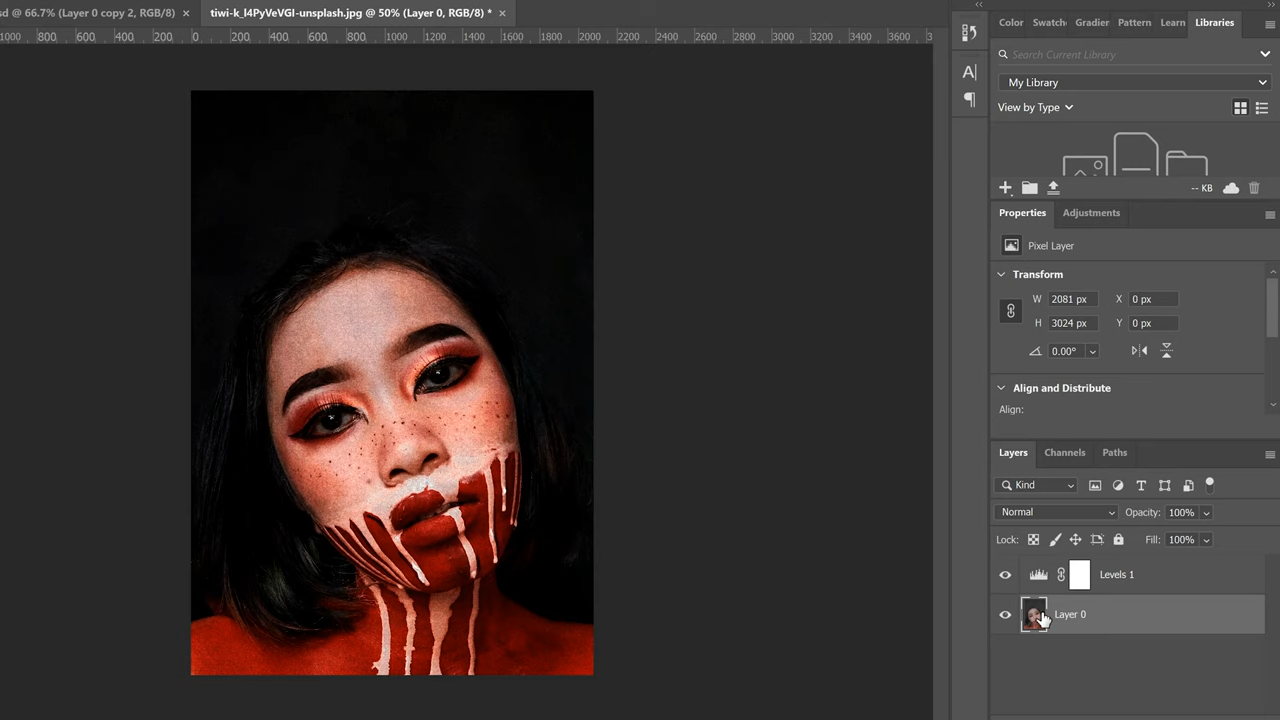 sd @ 66.7% (Layer 0 copy 2, RGB/8) ×
tiwi-k_l4PyVeVGI-unsplash.jpg @ 50% (Layer 0, RGB/8) * ×
1000 800 600 400 200 0 200 400 600 800 1000 1200 1400 1600 1800 2000 2200 2400 2600 2800 3000 3200 3400 3600 3
Color Swatch Gradier Pattern Learn Libraries
Search Current Library
My Library
View by Type
-- KB
Properties Adjustments
Pixel Layer
Transform
W 2081 px X 0 px
H 3024 px Y 0 px
0.00°
Align and Distribute
Align:
Layers Channels Paths
Kind
Normal Opacity: 100%
Lock: Fill: 100%
Levels 1
Layer 0